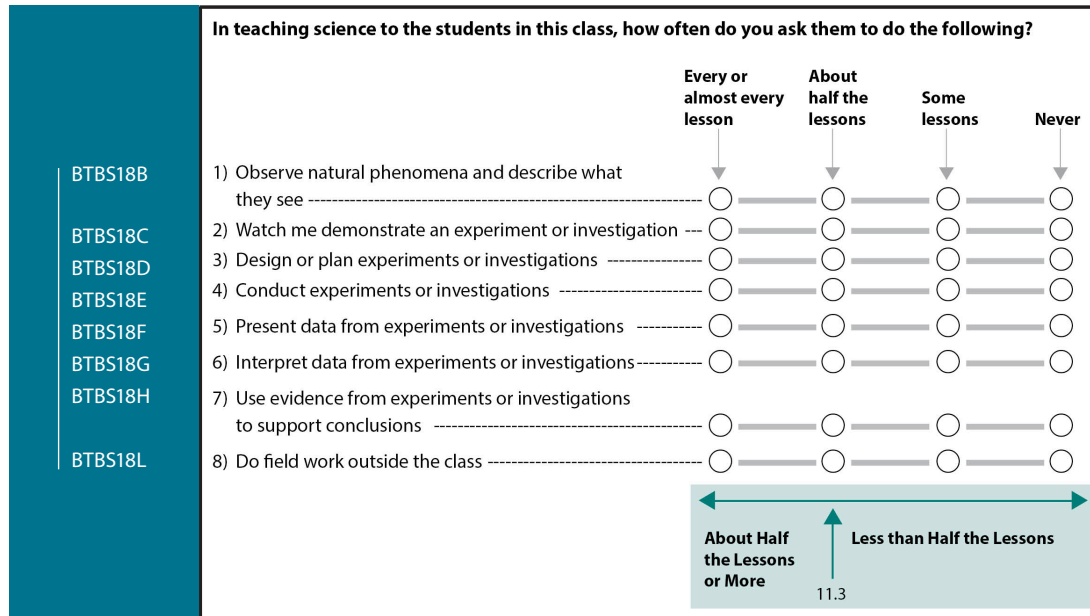 In teaching science to the students in this class, how often do you ask them to do the following?
Every or
almost every
lesson
About
half the
lessons
Some
lessons
Never
BTBS18B
1) Observe natural phenomena and describe what
they see
BTBS18C
2) Watch me demonstrate an experiment or investigation
BTBS18D
3) Design or plan experiments or investigations
BTBS18E
4) Conduct experiments or investigations
BTBS18F
5) Present data from experiments or investigations
BTBS18G
6) Interpret data from experiments or investigations
BTBS18H
7) Use evidence from experiments or investigations
to support conclusions
BTBS18L
8) Do field work outside the class
About Half
the Lessons
or More
Less than Half the Lessons
11.3